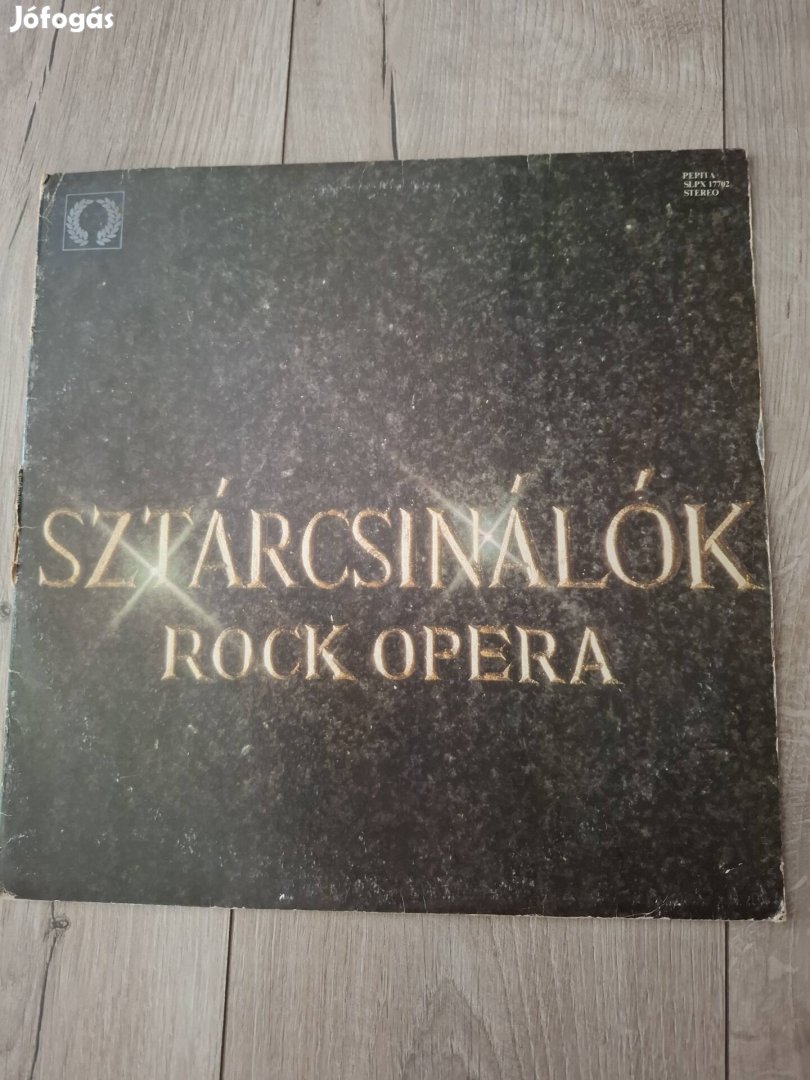 Jófogás
PEPITA
SLPX 17702
STEREO
SZTÁRCSINÁLÓK
ROCK OPERA